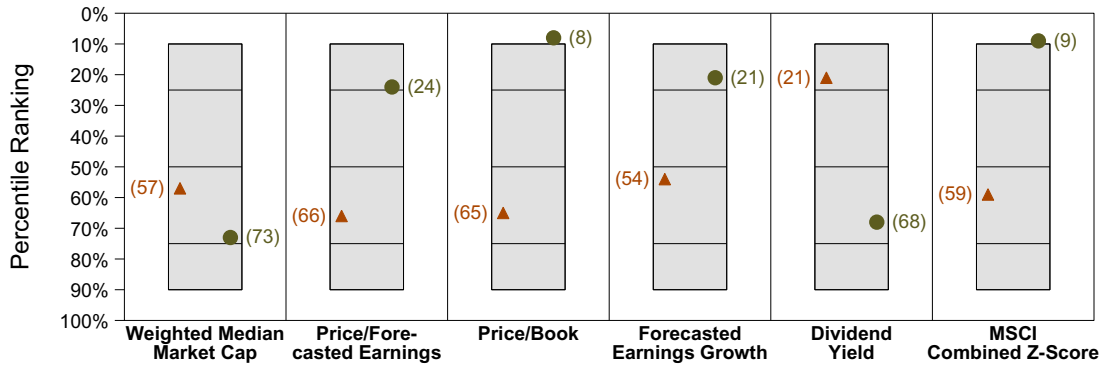 Percentile Ranking
0%
10%
20%
30%
40%
50%
60%
70%
80%
90%
100%
(57)
(73)
(66)
(24)
(65)
(8)
(54)
(21)
(21)
(68)
(59)
(9)
Weighted Median
Market Cap
Price/Fore-
casted Earnings
Price/Book
Forecasted
Earnings Growth
Dividend
Yield
MSCI
Combined Z-Score